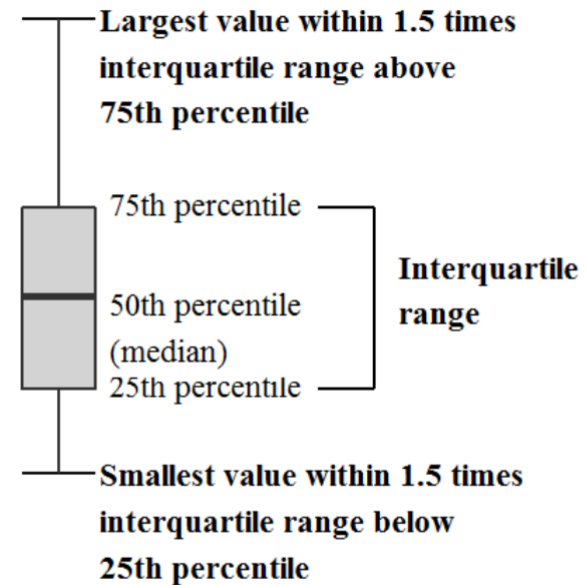 Largest value within 1.5 times
interquartile range above
75th percentile
75th percentile
Interquartile
range
50th percentile
(median)
25th percentile
Smallest value within 1.5 times
interquartile range below
25th percentile